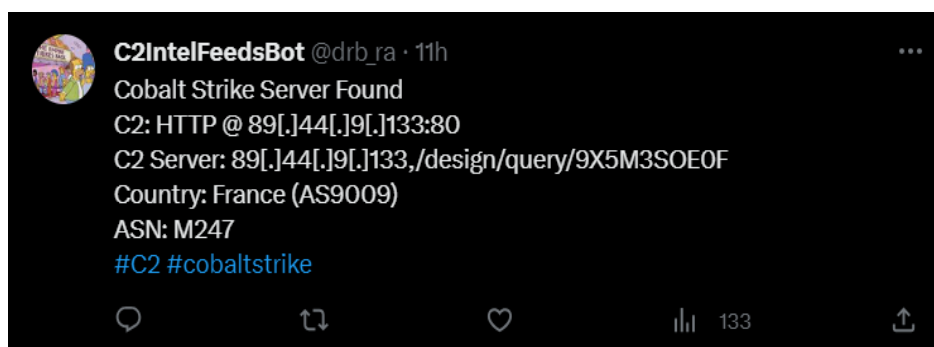 C2IntelFeedsBot @drb_ra · 11h
Cobalt Strike Server Found
C2: HTTP @ 89[.]44[.]9[.]133:80
C2 Server: 89[.]44[.]9[.]133,/design/query/9X5M3SOE0F
Country: France (AS9009)
ASN: M247
#C2 #cobaltstrike
133